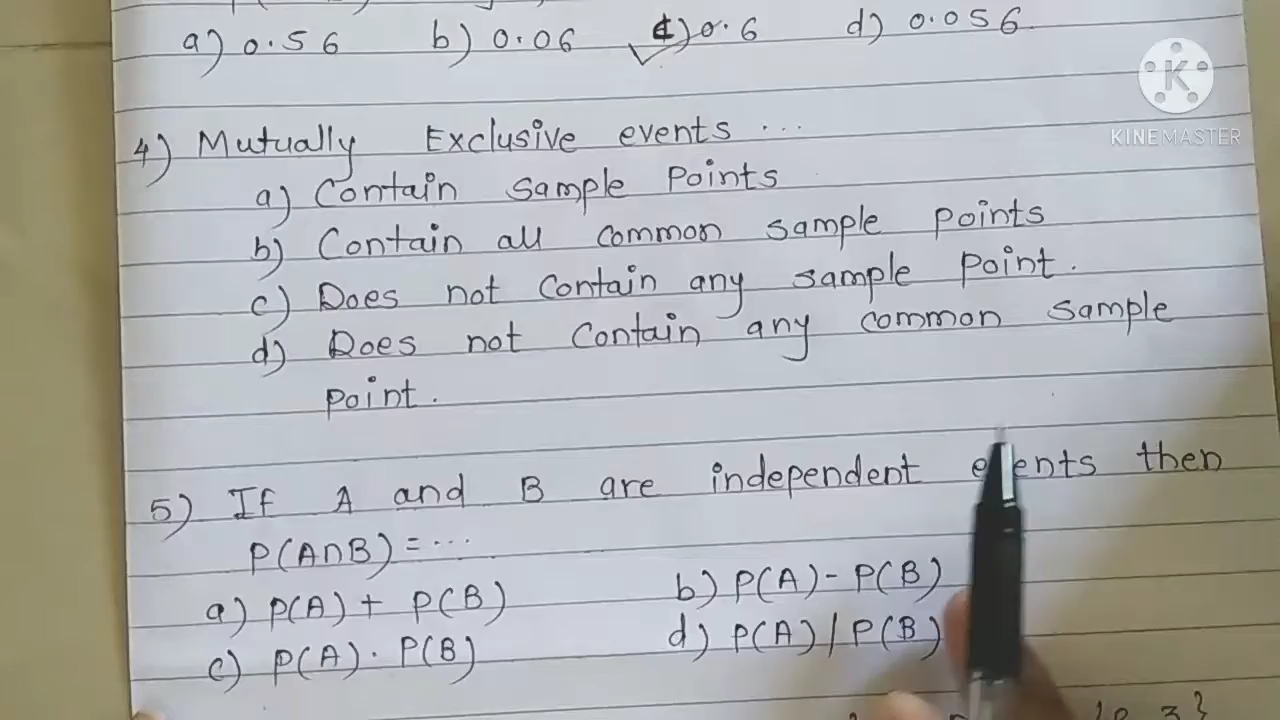 a) 0.56 b) 0.06 c) 0.6 d) 0.056
K
KINEMASTER
4) Mutually Exclusive events ...
a) Contain sample points
b) Contain all common sample points
c) Does not contain any sample point.
d) Does not contain any common sample
point.
5) If A and B are independent events then
P(A∩B) = ...
a) P(A) + P(B) b) P(A) - P(B)
c) P(A) . P(B) d) P(A) / P(B)